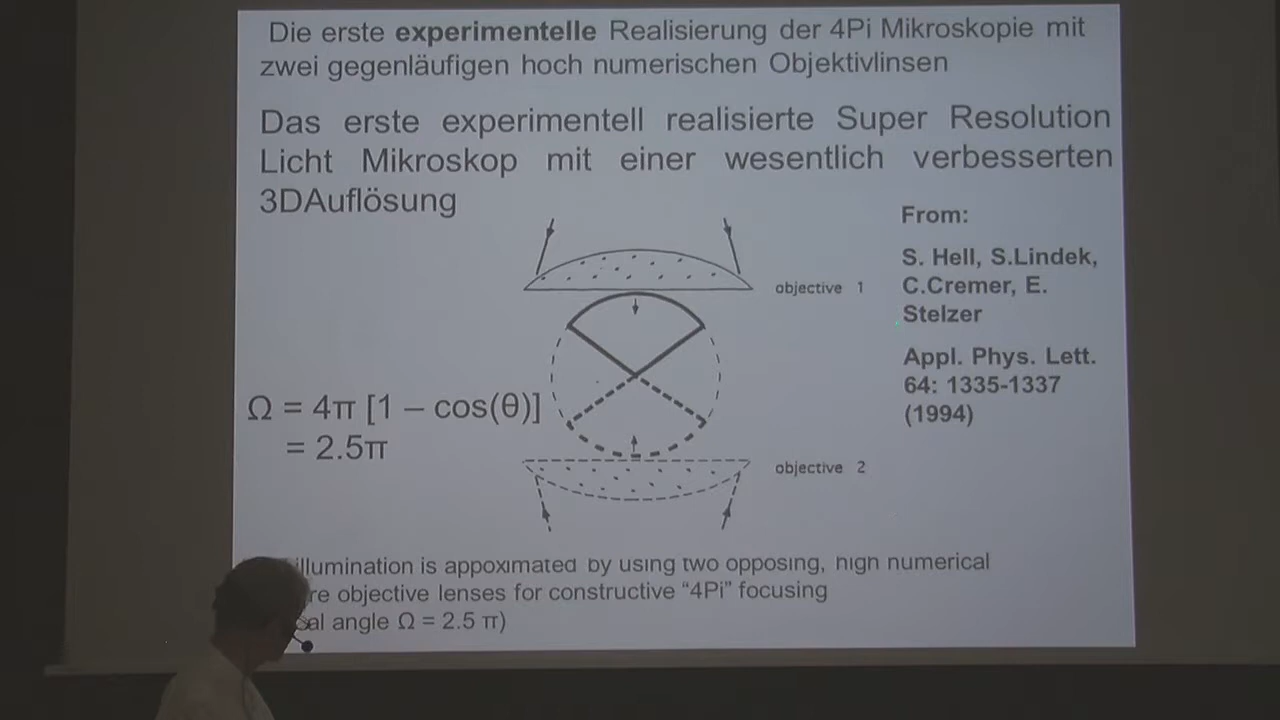 Die erste experimentelle Realisierung der 4Pi Mikroskopie mit
zwei gegenläufigen hoch numerischen Objektivlinsen
Das erste experimentell realisierte Super Resolution
Licht Mikroskop mit einer wesentlich verbesserten
3DAuflösung
From:
S. Hell, S.Lindek,
C.Cremer, E.
Stelzer
Appl. Phys. Lett.
64: 1335-1337
(1994)
objective 1
Ω = 4π [1 – cos(θ)]
= 2.5π
objective 2
illumination is appoximated by using two opposing, high numerical
objective lenses for constructive “4Pi” focusing
angle Ω = 2.5 π)